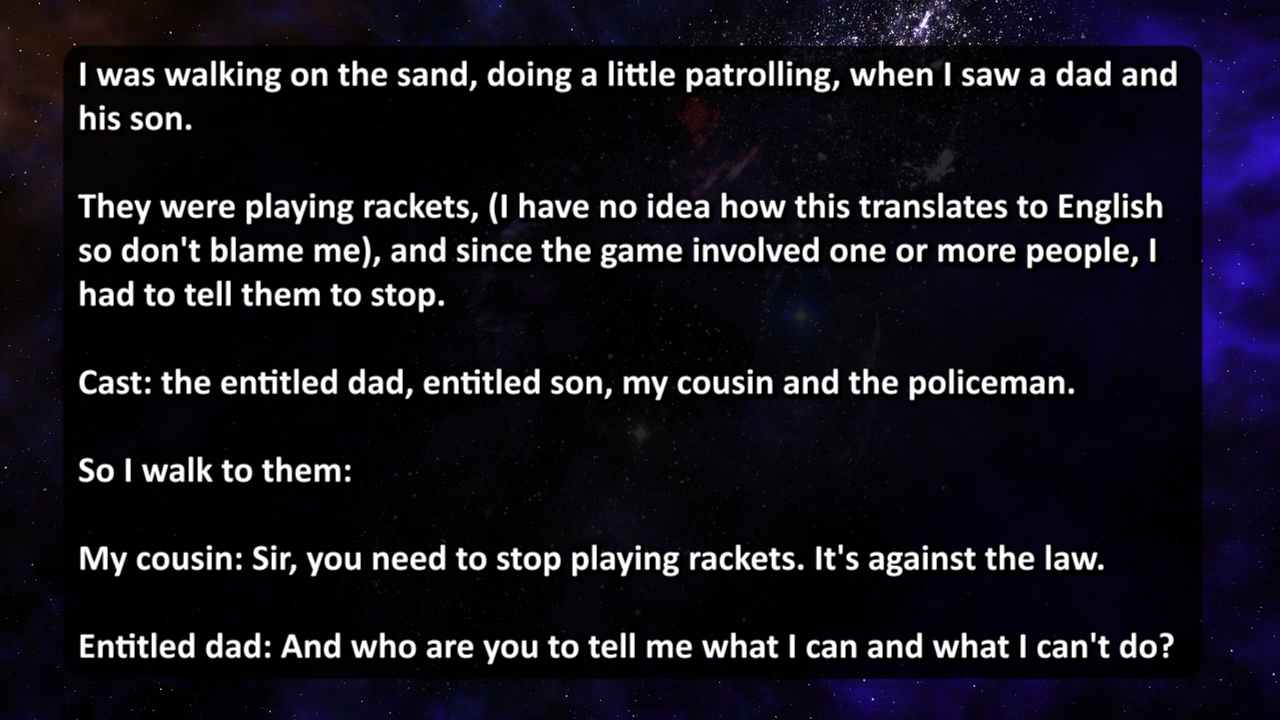 I was walking on the sand, doing a little patrolling, when I saw a dad and
his son.
They were playing rackets, (I have no idea how this translates to English
so don't blame me), and since the game involved one or more people, I
had to tell them to stop.
Cast: the entitled dad, entitled son, my cousin and the policeman.
So I walk to them:
My cousin: Sir, you need to stop playing rackets. It's against the law.
Entitled dad: And who are you to tell me what I can and what I can't do?